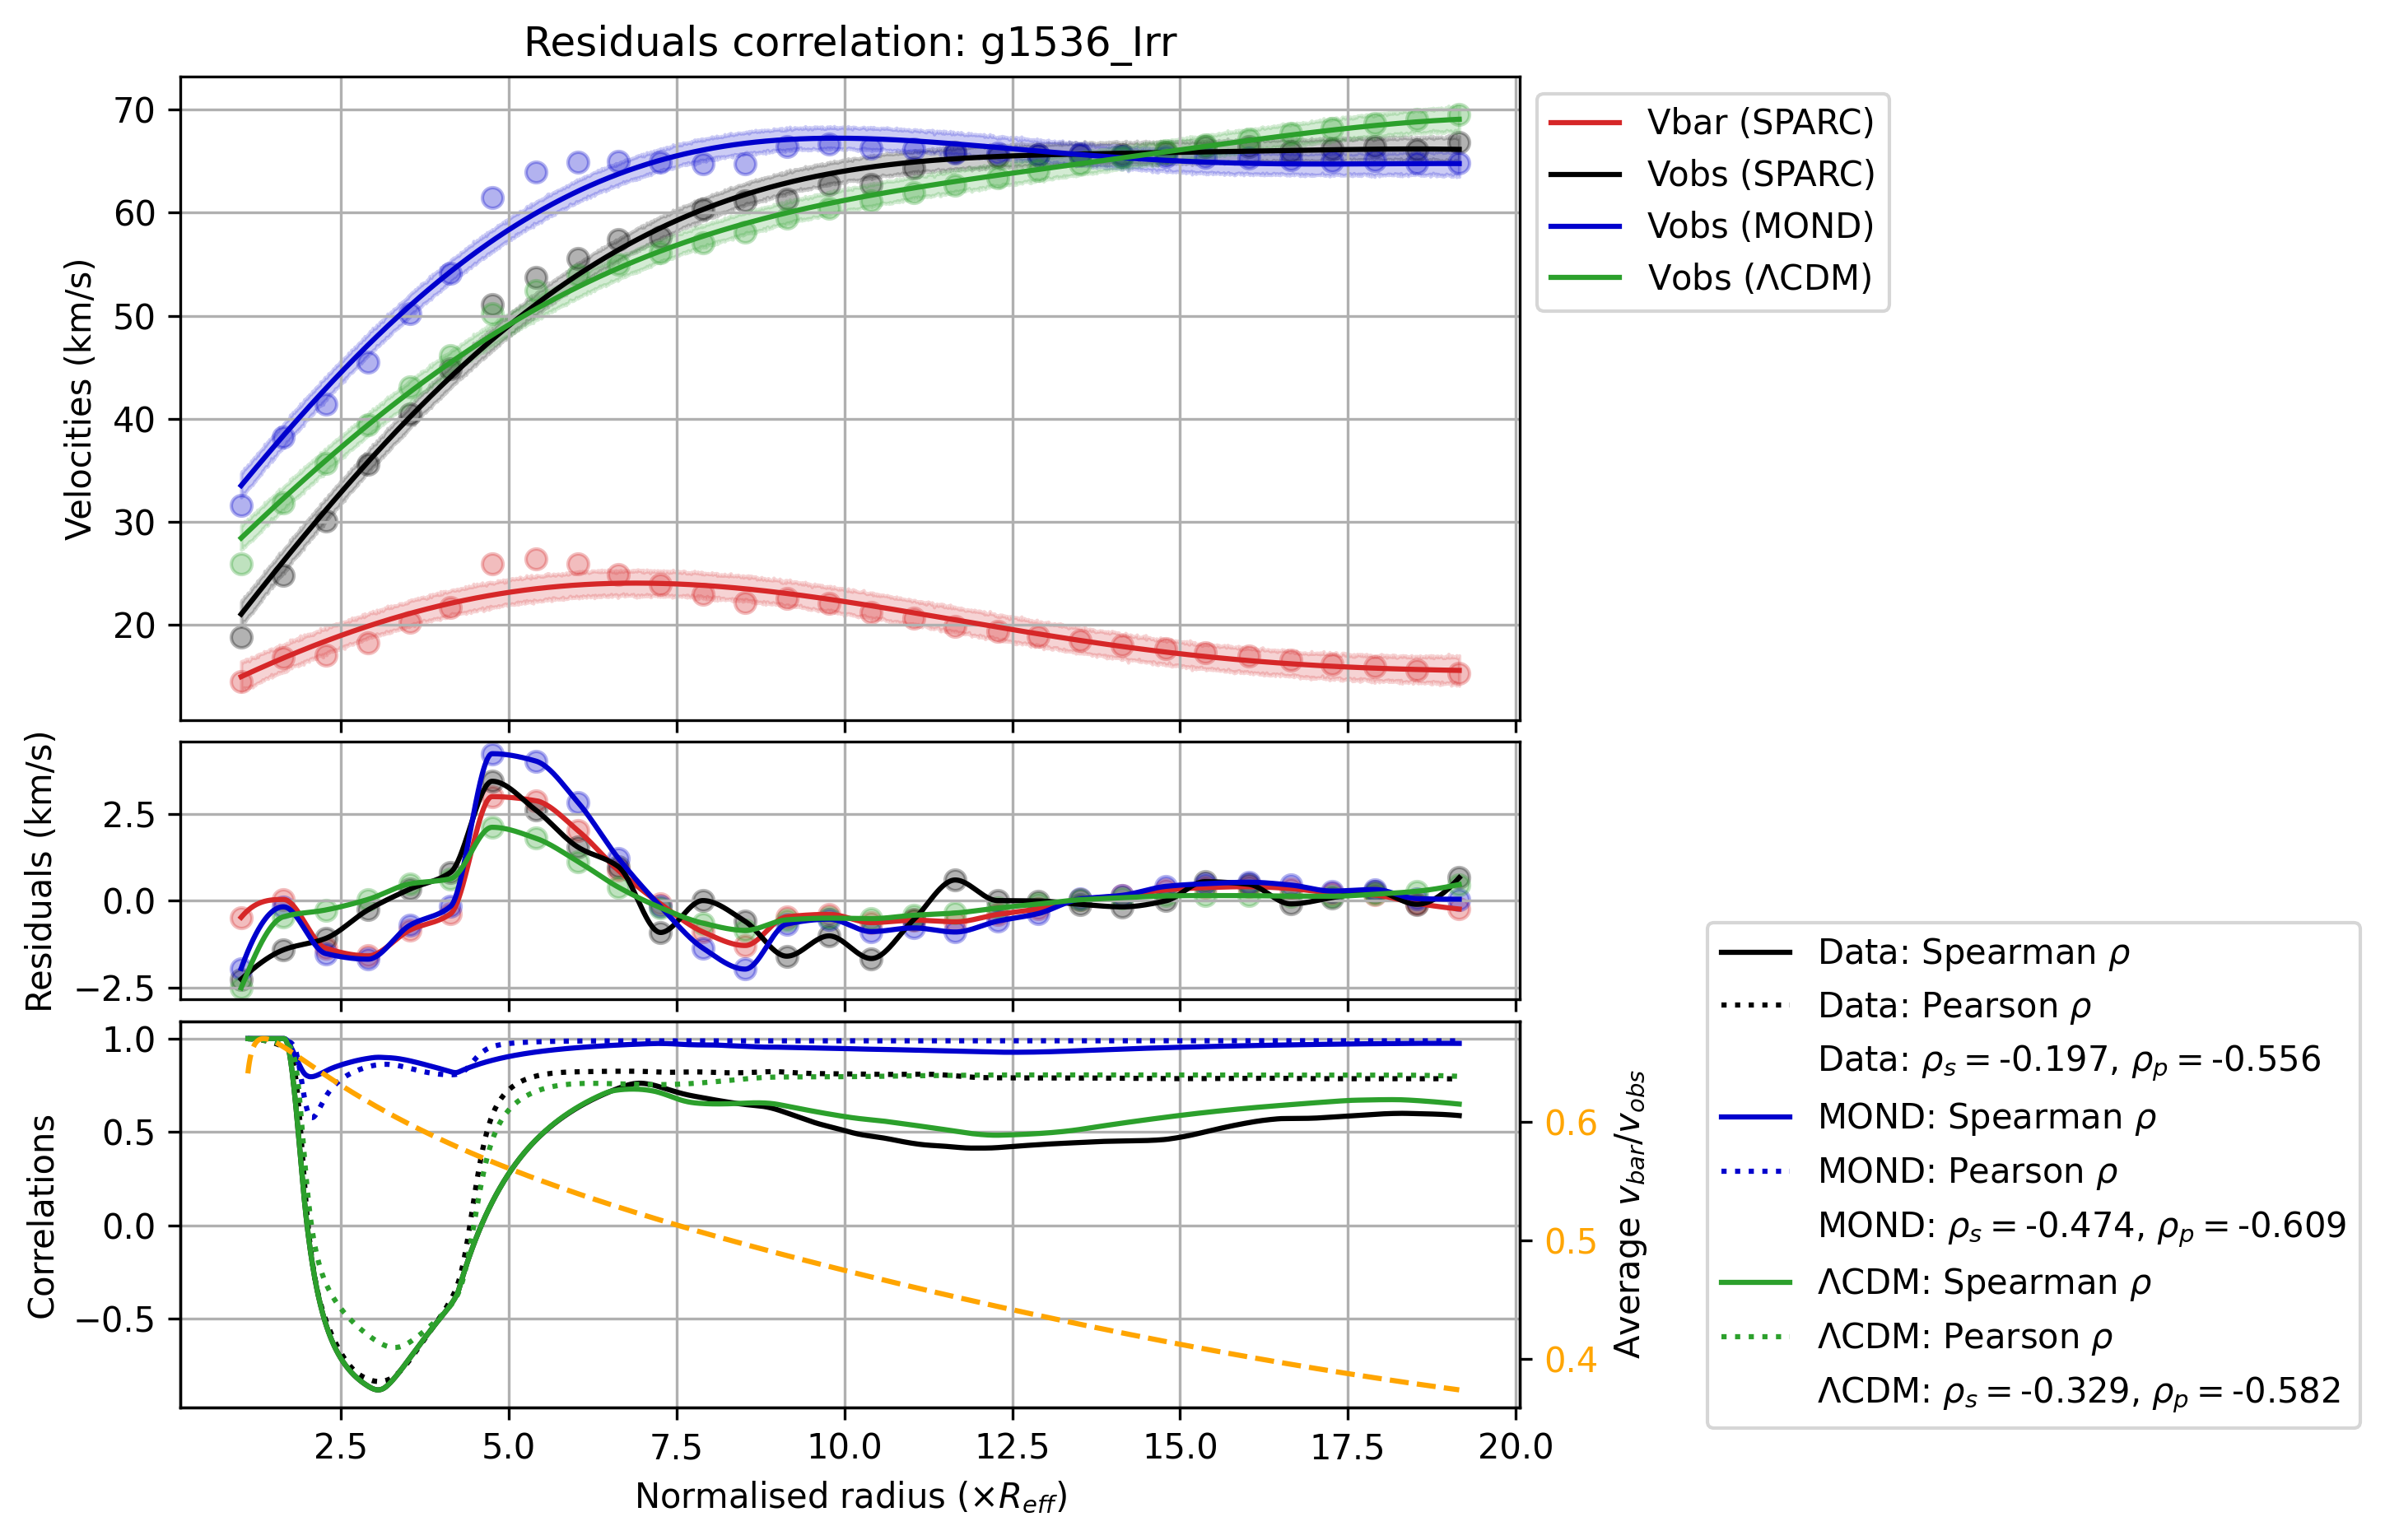 Residuals correlation: g1536_Irr
Velocities (km/s)
70
60
50
40
30
20
Vbar (SPARC)
Vobs (SPARC)
Vobs (MOND)
Vobs (ΛCDM)
Residuals (km/s)
2.5
0.0
−2.5
Correlations
1.0
0.5
0.0
−0.5
0.6
0.5
0.4
Average v_bar/v_obs
2.5 5.0 7.5 10.0 12.5 15.0 17.5 20.0
Normalised radius (×R_eff)
Data: Spearman ρ
Data: Pearson ρ
Data: ρ_s = -0.197, ρ_p = -0.556
MOND: Spearman ρ
MOND: Pearson ρ
MOND: ρ_s = -0.474, ρ_p = -0.609
ΛCDM: Spearman ρ
ΛCDM: Pearson ρ
ΛCDM: ρ_s = -0.329, ρ_p = -0.582